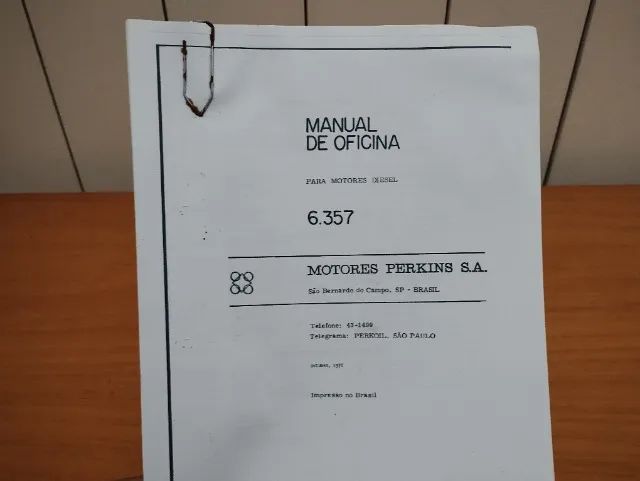 MANUAL
DE OFICINA
PARA MOTORES DIESEL
6.357
MOTORES PERKINS S.A.
São Bernardo do Campo, SP - BRASIL
Telefone: 43-1499
Telegrama: PERKOIL, SÃO PAULO
Impressão no Brasil